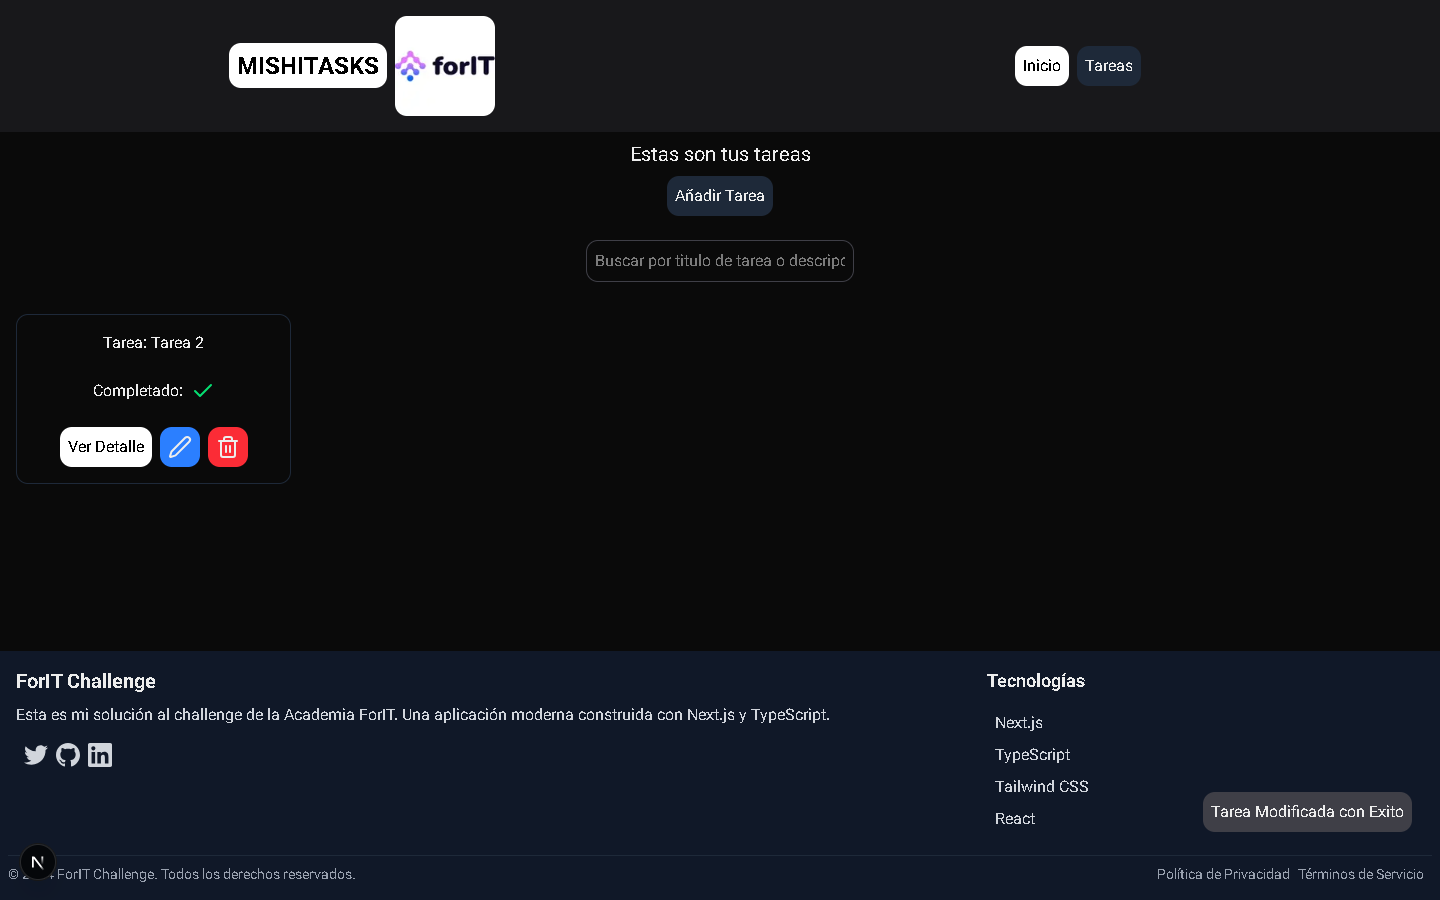 MISHITASKS
forIT
Inicio
Tareas
Estas son tus tareas
Añadir Tarea
Buscar por titulo de tarea o descripc
Tarea: Tarea 2
Completado:
Ver Detalle
ForIT Challenge
Esta es mi solución al challenge de la Academia ForIT. Una aplicación moderna construida con Next.js y TypeScript.
Tecnologías
Next.js
TypeScript
Tailwind CSS
React
Tarea Modificada con Exito
N
© ForIT Challenge. Todos los derechos reservados.
Política de Privacidad
Términos de Servicio